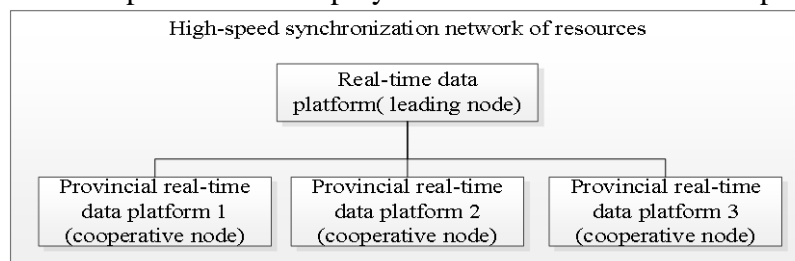 High-speed synchronization network of resources
Real-time data
platform( leading node)
Provincial real-time
data platform 1
(cooperative node)
Provincial real-time
data platform 2
(cooperative node)
Provincial real-time
data platform 3
(cooperative node)